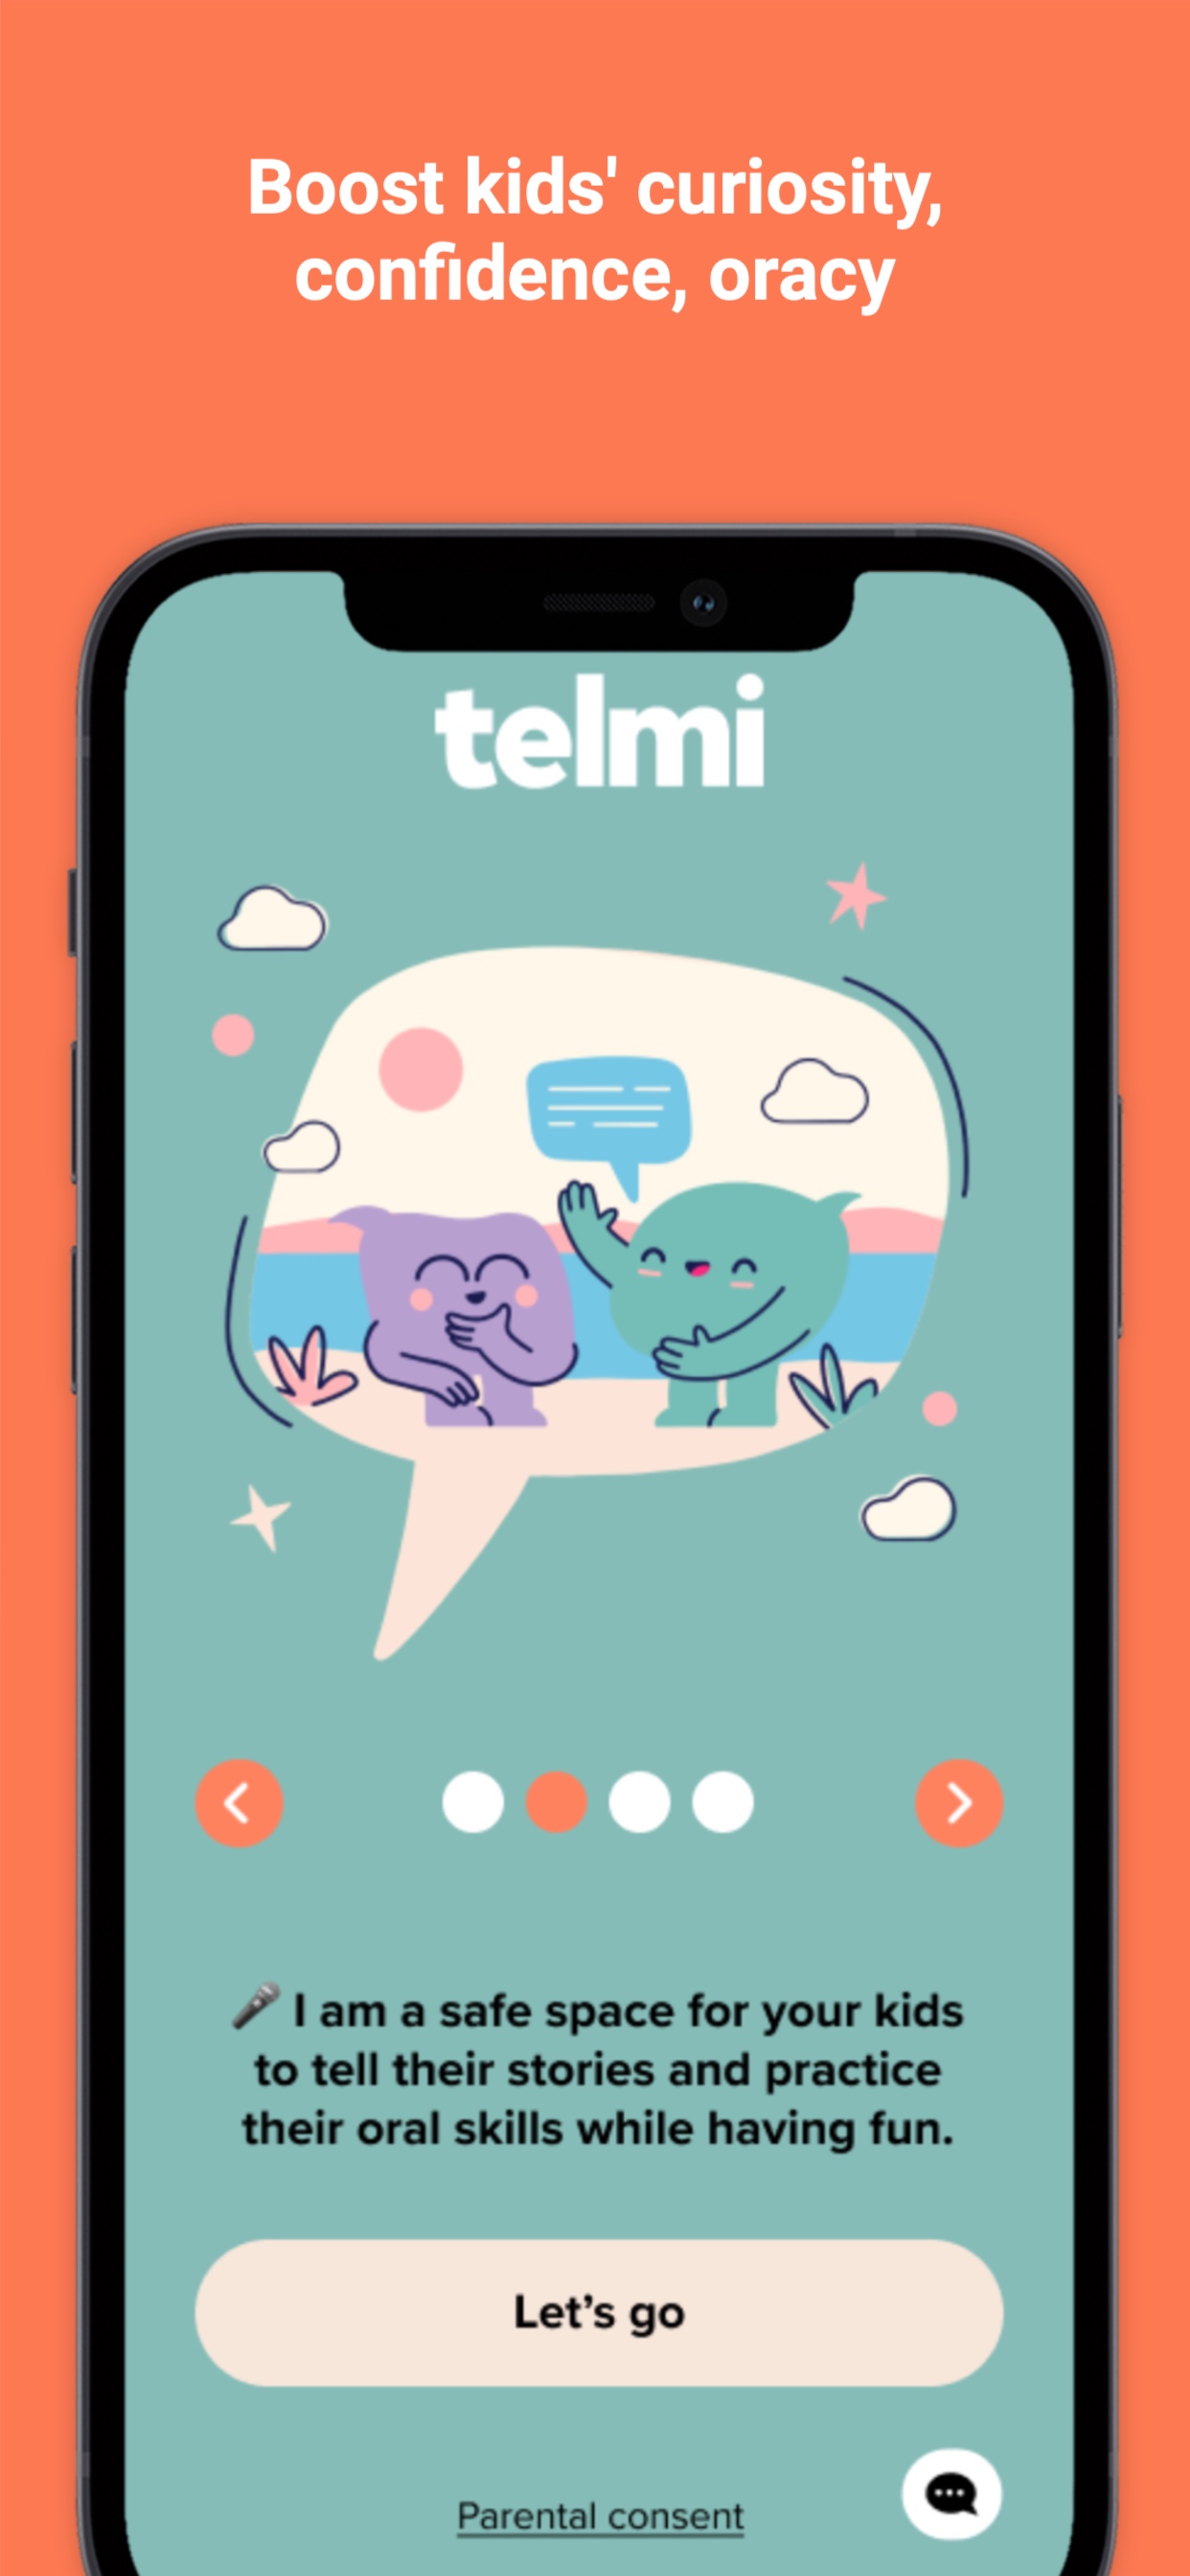 Boost kids' curiosity,
confidence, oracy
telmi
🎤 I am a safe space for your kids
to tell their stories and practice
their oral skills while having fun.
Let’s go
Parental consent